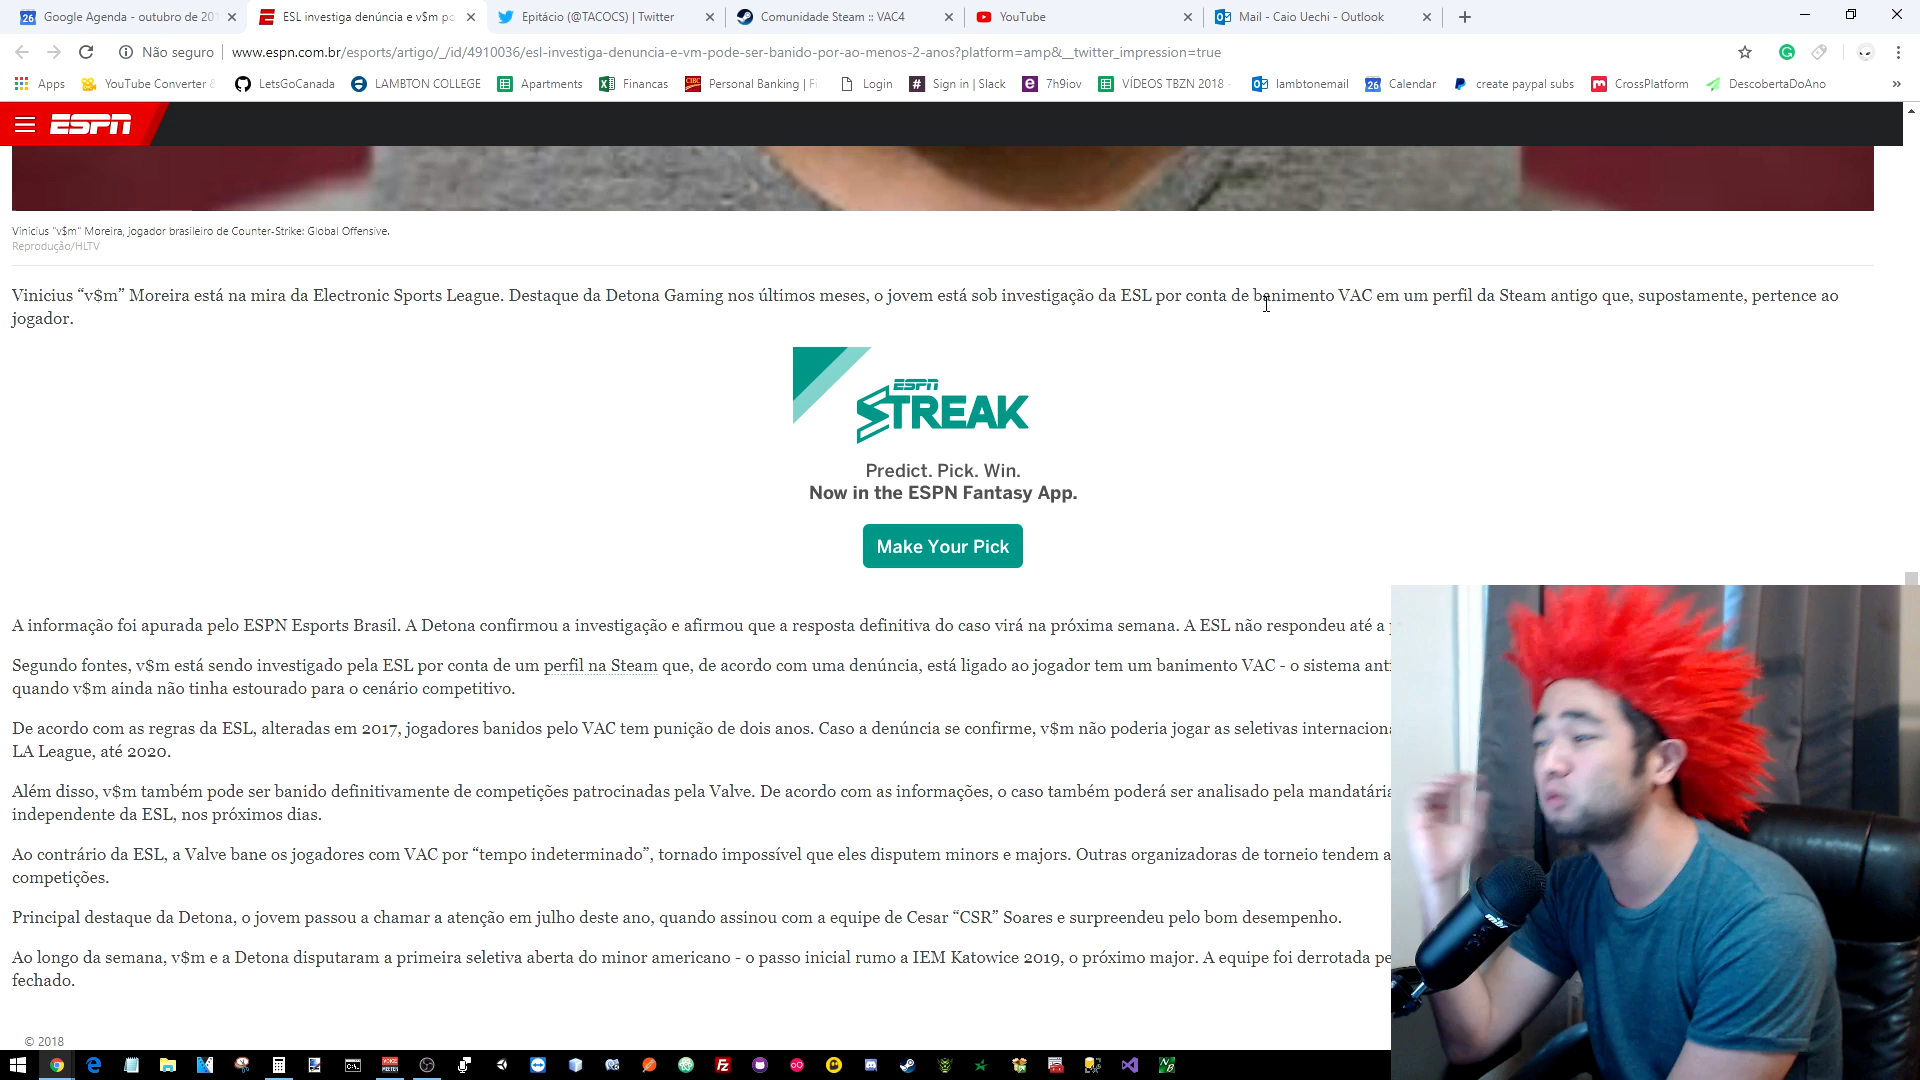 Google Agenda - outubro de 20
ESL investiga denúncia e v$m po
Epitácio (@TACOCS) | Twitter
Comunidade Steam :: VAC4
YouTube
Mail - Caio Uechi - Outlook
Não seguro
www.espn.com.br/esportes/artigo/_/id/4910036/esl-investiga-denuncia-e-vm-pode-ser-banido-por-ao-menos-2-anos?platform=amp&__twitter_impression=true
Apps
YouTube Converter &
LetsGoCanada
LAMBTON COLLEGE
Apartments
Financas
Personal Banking | Fi
Login
Sign in | Slack
7h9iov
VÍDEOS TBZN 2018 -
lambtonemail
Calendar
create paypal subs
CrossPlatform
DescobertaDoAno
ESPN
Vinicius "v$m" Moreira, jogador brasileiro de Counter-Strike: Global Offensive.
Reprodução/HLTV
Vinicius “v$m” Moreira está na mira da Electronic Sports League. Destaque da Detona Gaming nos últimos meses, o jovem está sob investigação da ESL por conta de banimento VAC em um perfil da Steam antigo que, supostamente, pertence ao
jogador.
ESPN
STREAK
Predict. Pick. Win.
Now in the ESPN Fantasy App.
Make Your Pick
A informação foi apurada pelo ESPN Esports Brasil. A Detona confirmou a investigação e afirmou que a resposta definitiva do caso virá na próxima semana. A ESL não respondeu até a
Segundo fontes, v$m está sendo investigado pela ESL por conta de um perfil na Steam que, de acordo com uma denúncia, está ligado ao jogador tem um banimento VAC - o sistema anti
quando v$m ainda não tinha estourado para o cenário competitivo.
De acordo com as regras da ESL, alteradas em 2017, jogadores banidos pelo VAC tem punição de dois anos. Caso a denúncia se confirme, v$m não poderia jogar as seletivas internaciona
LA League, até 2020.
Além disso, v$m também pode ser banido definitivamente de competições patrocinadas pela Valve. De acordo com as informações, o caso também poderá ser analisado pela mandatária
independente da ESL, nos próximos dias.
Ao contrário da ESL, a Valve bane os jogadores com VAC por “tempo indeterminado”, tornado impossível que eles disputem minors e majors. Outras organizadoras de torneio tendem a
competições.
Principal destaque da Detona, o jovem passou a chamar a atenção em julho deste ano, quando assinou com a equipe de Cesar “CSR” Soares e surpreendeu pelo bom desempenho.
Ao longo da semana, v$m e a Detona disputaram a primeira seletiva aberta do minor americano - o passo inicial rumo a IEM Katowice 2019, o próximo major. A equipe foi derrotada pe
fechado.
© 2018